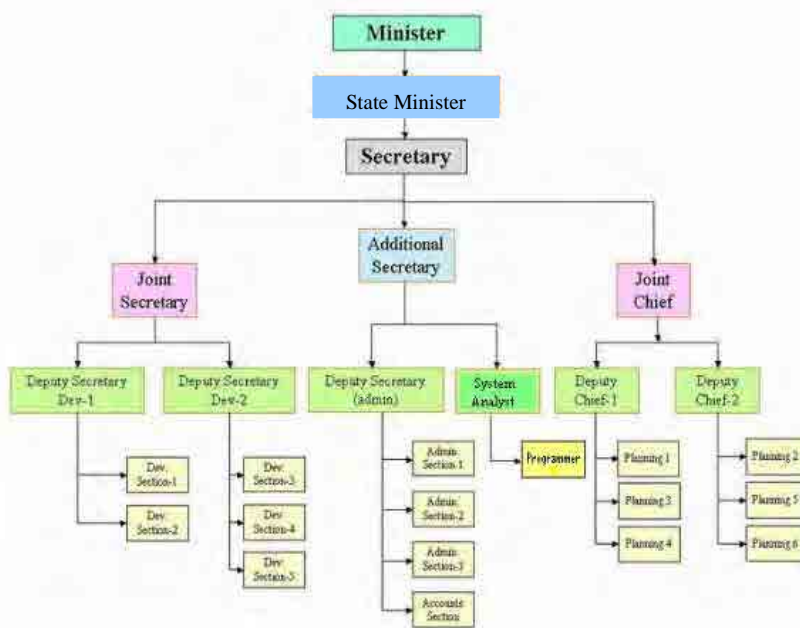 Minister
State Minister
Secretary
Additional
Secretary
Joint
Secretary
Joint
Chief
Deputy Secretary
Dev-1
Deputy Secretary
Dev-2
Deputy Secretary
(admin)
System
Analyst
Deputy
Chief-1
Deputy
Chief-2
Dev.
Section-1
Dev.
Section-2
Dev.
Section-3
Dev.
Section-4
Dev.
Section-5
Admin
Section-1
Admin
Section-2
Admin
Section-3
Accounts
Section
Programmer
Planning 1
Planning 3
Planning 4
Planning 2
Planning 5
Planning 6